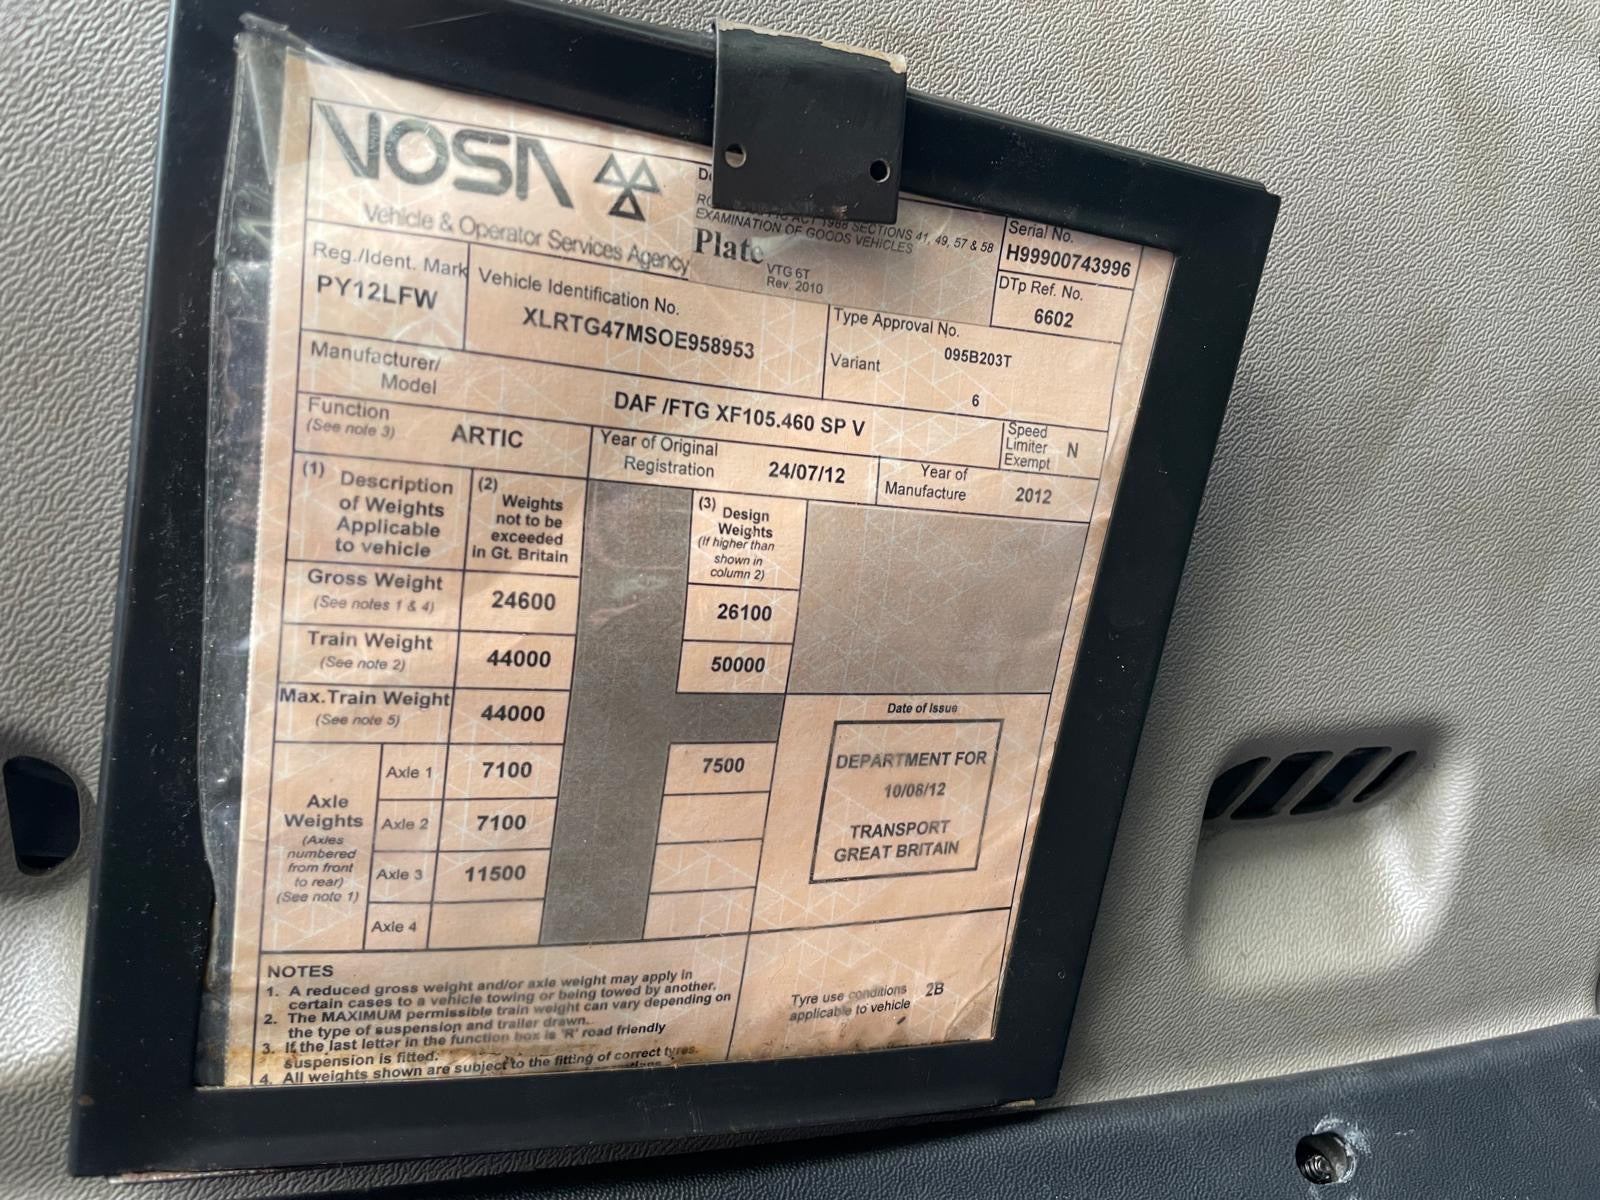 VOSA
Vehicle & Operator Services Agency
ACT 1988 SECTIONS 41, 49, 57 & 58
EXAMINATION OF GOODS VEHICLES
Plate
VTG 6T
Rev. 2010
Serial No.
H99900743996
DTp Ref. No.
6602
Reg./Ident. Mark
PY12LFW
Vehicle Identification No.
XLRTG47MSOE958953
Type Approval No.
095B203T
Variant
6
Manufacturer/
Model
DAF /FTG XF105.460 SP V
Speed
Limiter
Exempt
N
Function
(See note 3)
ARTIC
Year of Original
Registration
24/07/12
Year of
Manufacture
2012
(1) Description
of Weights
Applicable
to vehicle
(2)
Weights
not to be
exceeded
in Gt. Britain
(3) Design
Weights
(If higher than
shown in
column 2)
Gross Weight
(See notes 1 & 4)
24600
26100
Train Weight
(See note 2)
44000
50000
Max.Train Weight
(See note 5)
44000
Axle
Weights
(Axles
numbered
from front
to rear)
(See note 1)
Axle 1
7100
7500
Axle 2
7100
Axle 3
11500
Axle 4
Date of Issue
DEPARTMENT FOR
10/08/12
TRANSPORT
GREAT BRITAIN
NOTES
1. A reduced gross weight and/or axle weight may apply in
certain cases to a vehicle towing or being towed by another.
2. The MAXIMUM permissible train weight can vary depending on
the type of suspension and trailer drawn.
3. If the last letter in the function box is 'R' road friendly
suspension is fitted.
4. All weights shown are subject to the fitting of correct tyres.
Tyre use conditions
applicable to vehicle
2B